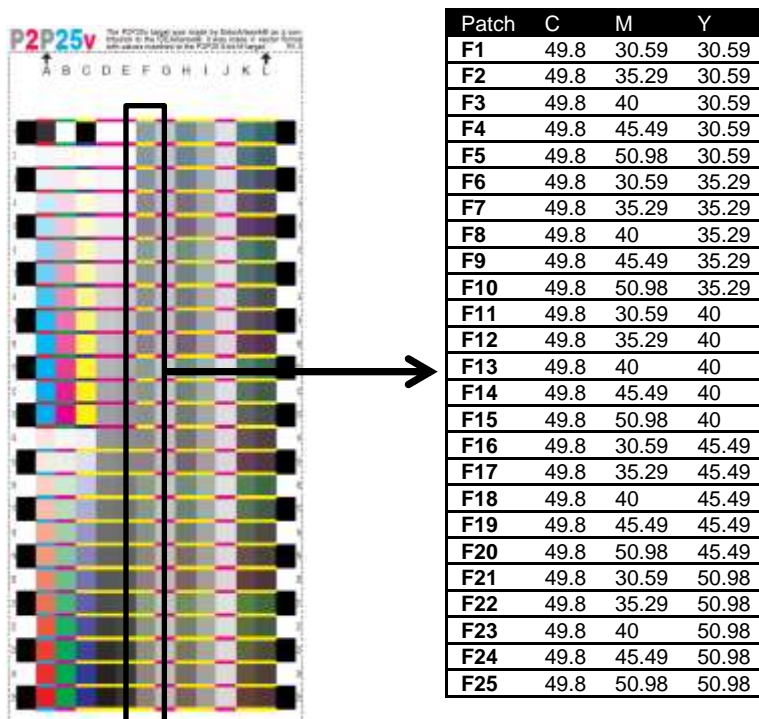 P2P25v
A B C D E F G H I J K L
Patch C M Y
F1 49.8 30.59 30.59
F2 49.8 35.29 30.59
F3 49.8 40 30.59
F4 49.8 45.49 30.59
F5 49.8 50.98 30.59
F6 49.8 30.59 35.29
F7 49.8 35.29 35.29
F8 49.8 40 35.29
F9 49.8 45.49 35.29
F10 49.8 50.98 35.29
F11 49.8 30.59 40
F12 49.8 35.29 40
F13 49.8 40 40
F14 49.8 45.49 40
F15 49.8 50.98 40
F16 49.8 30.59 45.49
F17 49.8 35.29 45.49
F18 49.8 40 45.49
F19 49.8 45.49 45.49
F20 49.8 50.98 45.49
F21 49.8 30.59 50.98
F22 49.8 35.29 50.98
F23 49.8 40 50.98
F24 49.8 45.49 50.98
F25 49.8 50.98 50.98